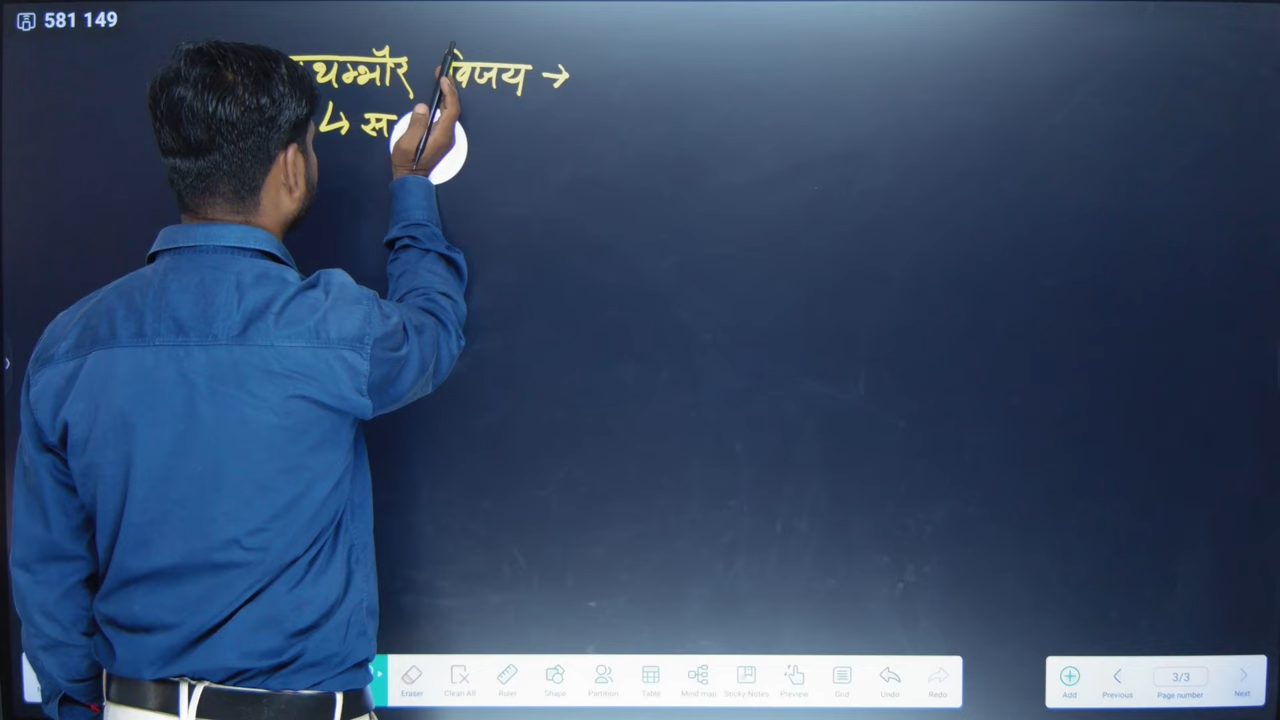 581 149
थम्भौर विजय →
↳ स
Eraser Clean All Ruler Shape Partition Table Mind map Sticky Notes Preview Grid Undo Redo
Add Previous 3/3 Page number Next